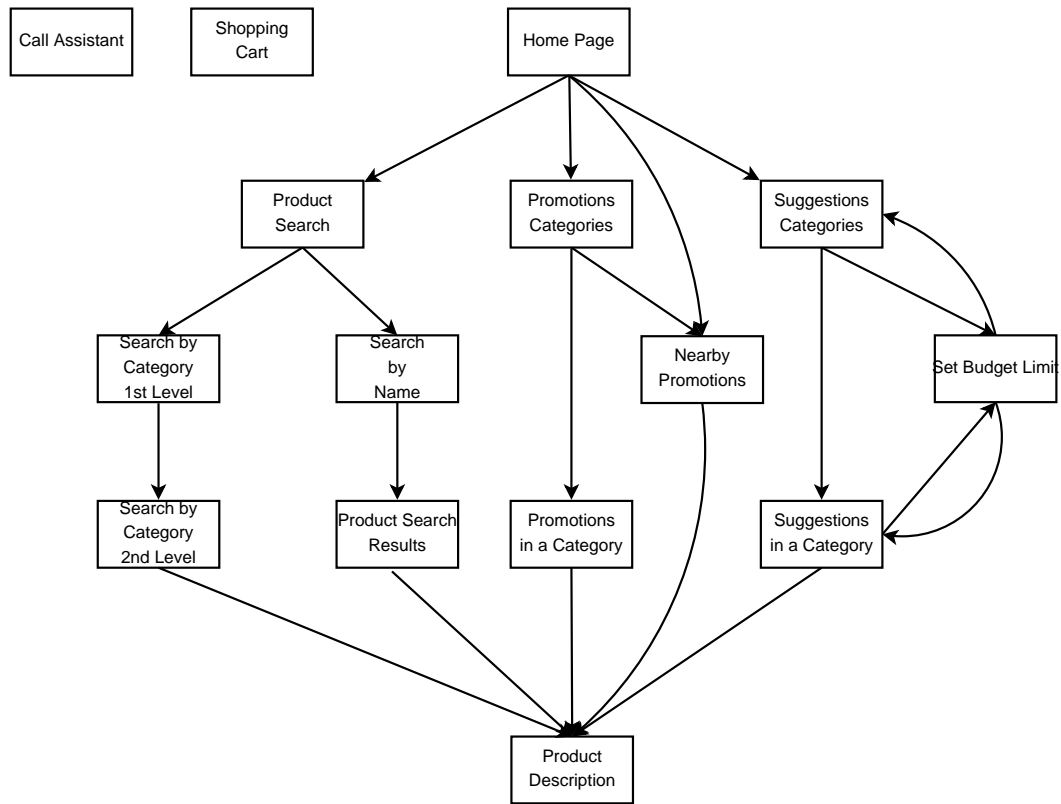 Call Assistant
Shopping
Cart
Home Page
Product
Search
Promotions
Categories
Suggestions
Categories
Search by
Category
1st Level
Search
by
Name
Nearby
Promotions
Set Budget Limit
Search by
Category
2nd Level
Product Search
Results
Promotions
in a Category
Suggestions
in a Category
Product
Description